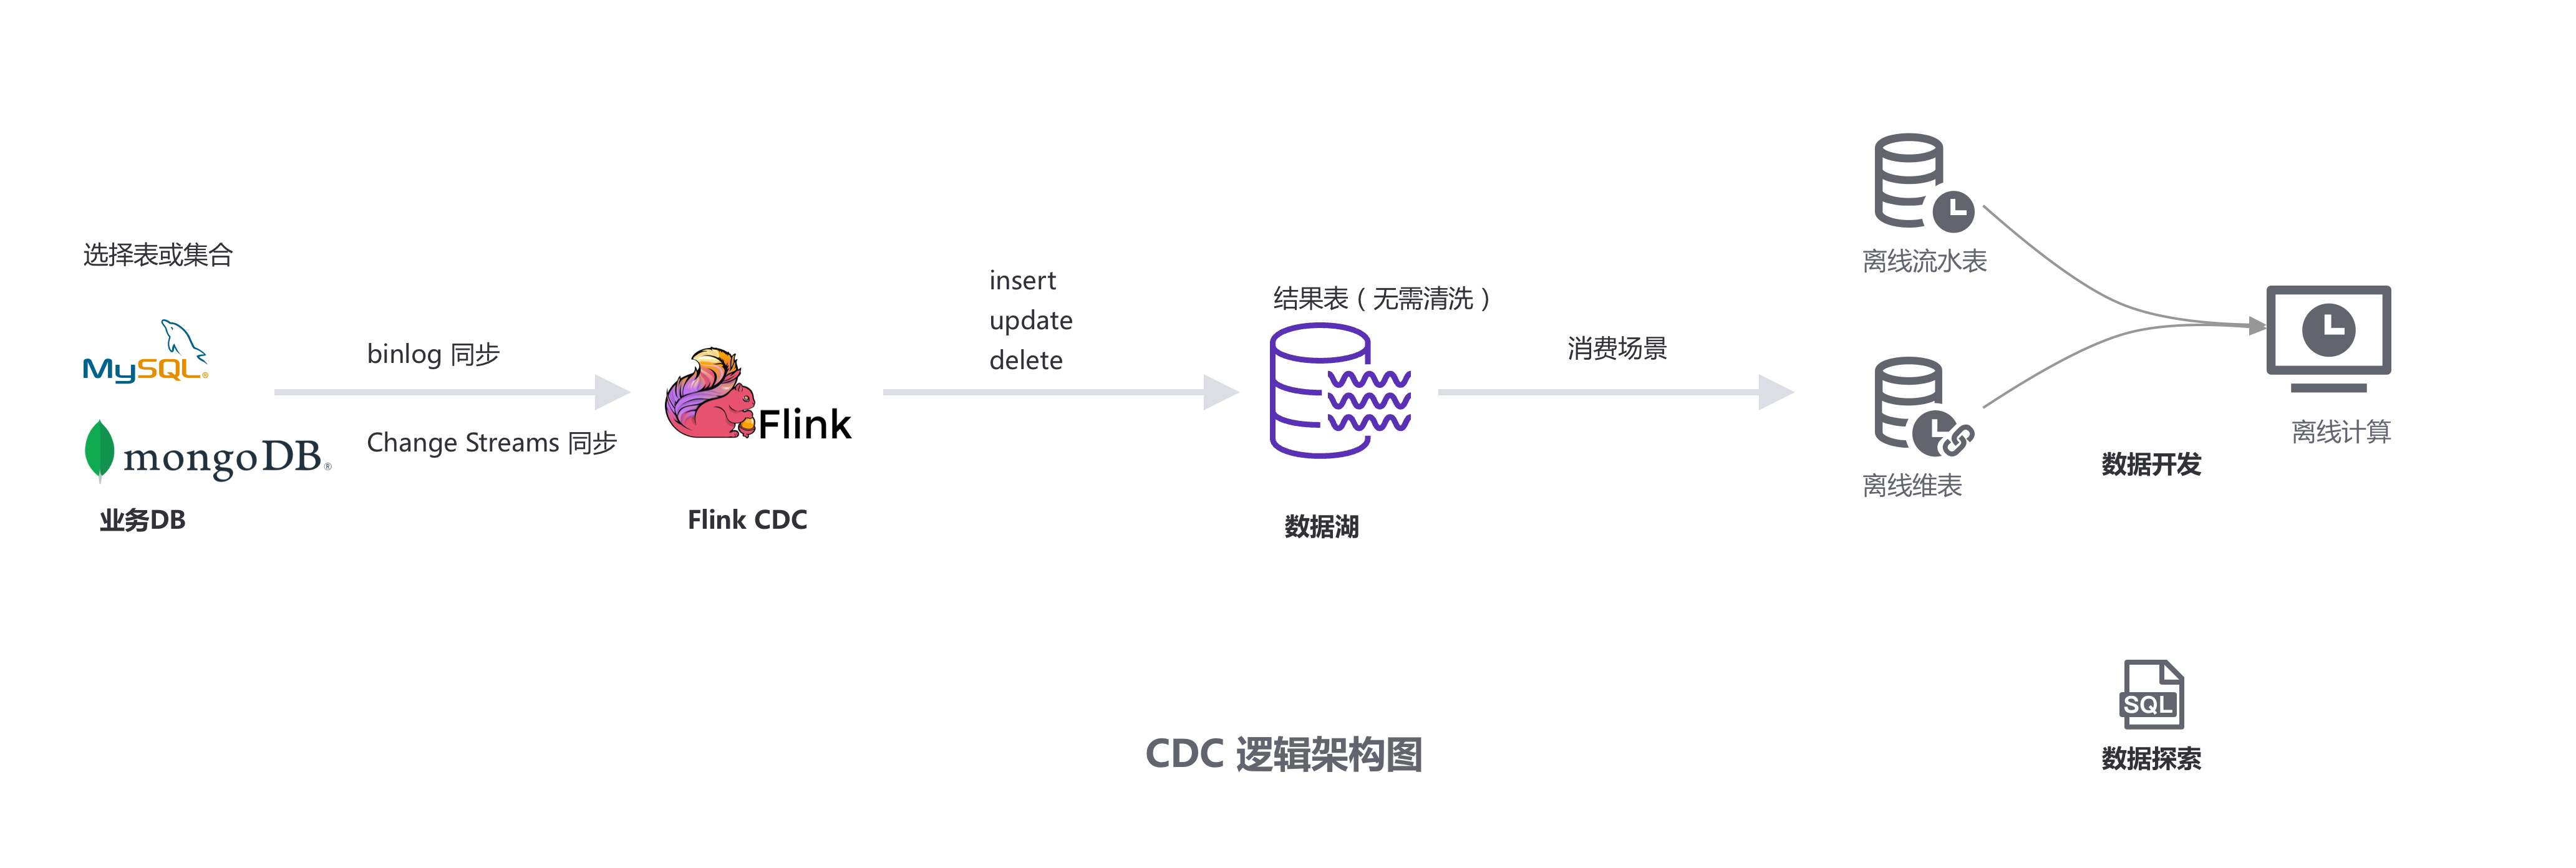 选择表或集合
MySQL®
mongoDB®
业务DB
binlog 同步
Change Streams 同步
Flink
Flink CDC
insert
update
delete
结果表（无需清洗）
数据湖
消费场景
离线流水表
离线维表
数据开发
离线计算
SQL
数据探索
CDC 逻辑架构图